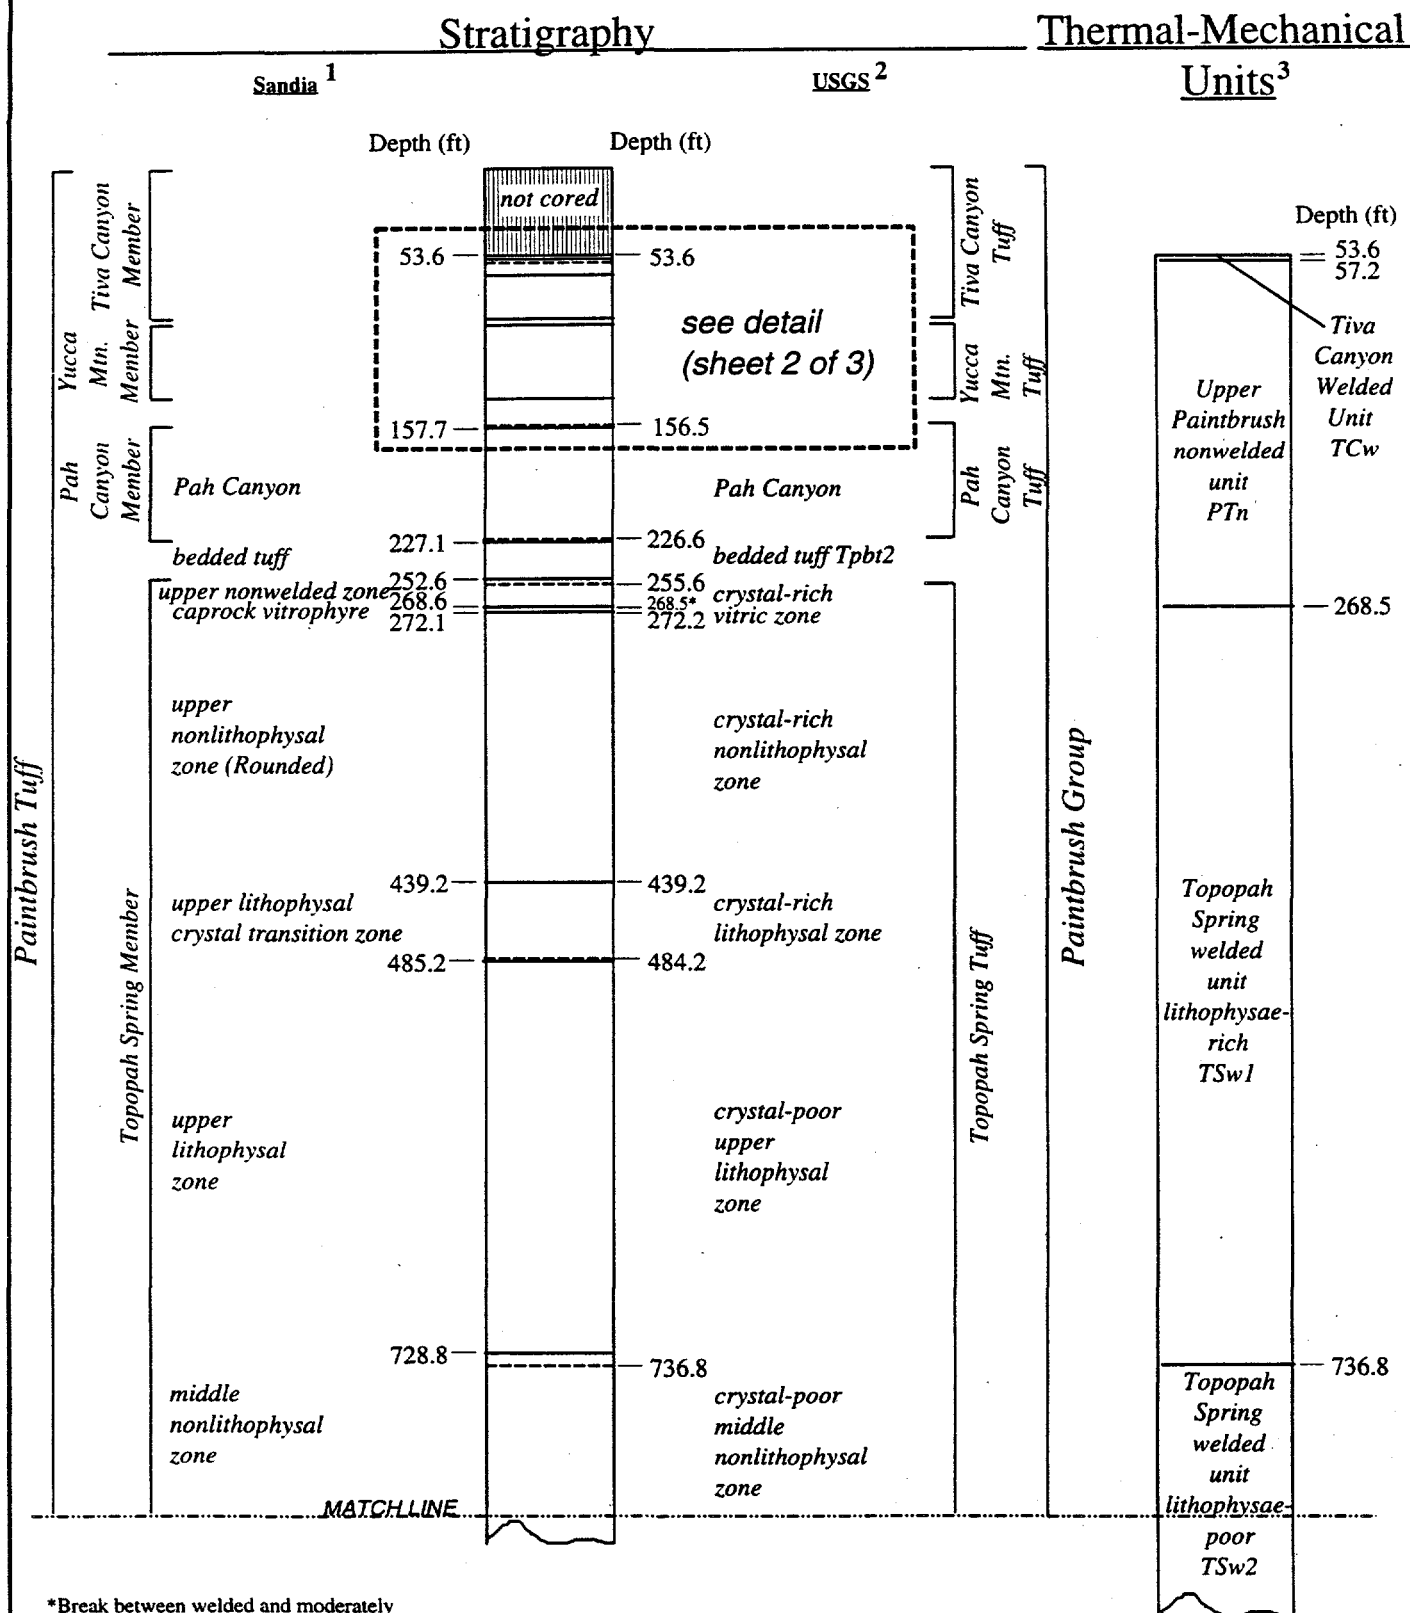 Stratigraphy
Thermal-Mechanical
Units³
Sandia 1
USGS 2
Depth (ft)
Depth (ft)
Depth (ft)
not cored
53.6
53.6
53.6
57.2
see detail
(sheet 2 of 3)
157.7
156.5
Tiva Canyon
Member
Yucca
Mtn.
Member
Pah
Canyon
Member
Tiva Canyon
Tuff
Yucca
Mtn.
Tuff
Pah
Canyon
Tuff
Tiva
Canyon
Welded
Unit
TCw
Upper
Paintbrush
nonwelded
unit
PTn
Pah Canyon
Pah Canyon
227.1
226.6
bedded tuff
bedded tuff Tpbt2
252.6
255.6
upper nonwelded zone
268.6
268.5*
crystal-rich
vitric zone
caprock vitrophyre
272.1
272.2
268.5
upper
nonlithophysal
zone (Rounded)
crystal-rich
nonlithophysal
zone
Paintbrush Tuff
Paintbrush Group
439.2
439.2
upper lithophysal
crystal transition zone
crystal-rich
lithophysal zone
485.2
484.2
Topopah Spring Member
Topopah Spring Tuff
Topopah
Spring
welded
unit
lithophysae-
rich
TSw1
upper
lithophysal
zone
crystal-poor
upper
lithophysal
zone
728.8
736.8
736.8
middle
nonlithophysal
zone
crystal-poor
middle
nonlithophysal
zone
Topopah
Spring
welded
unit
lithophysae-
poor
TSw2
MATCH LINE
*Break between welded and moderately